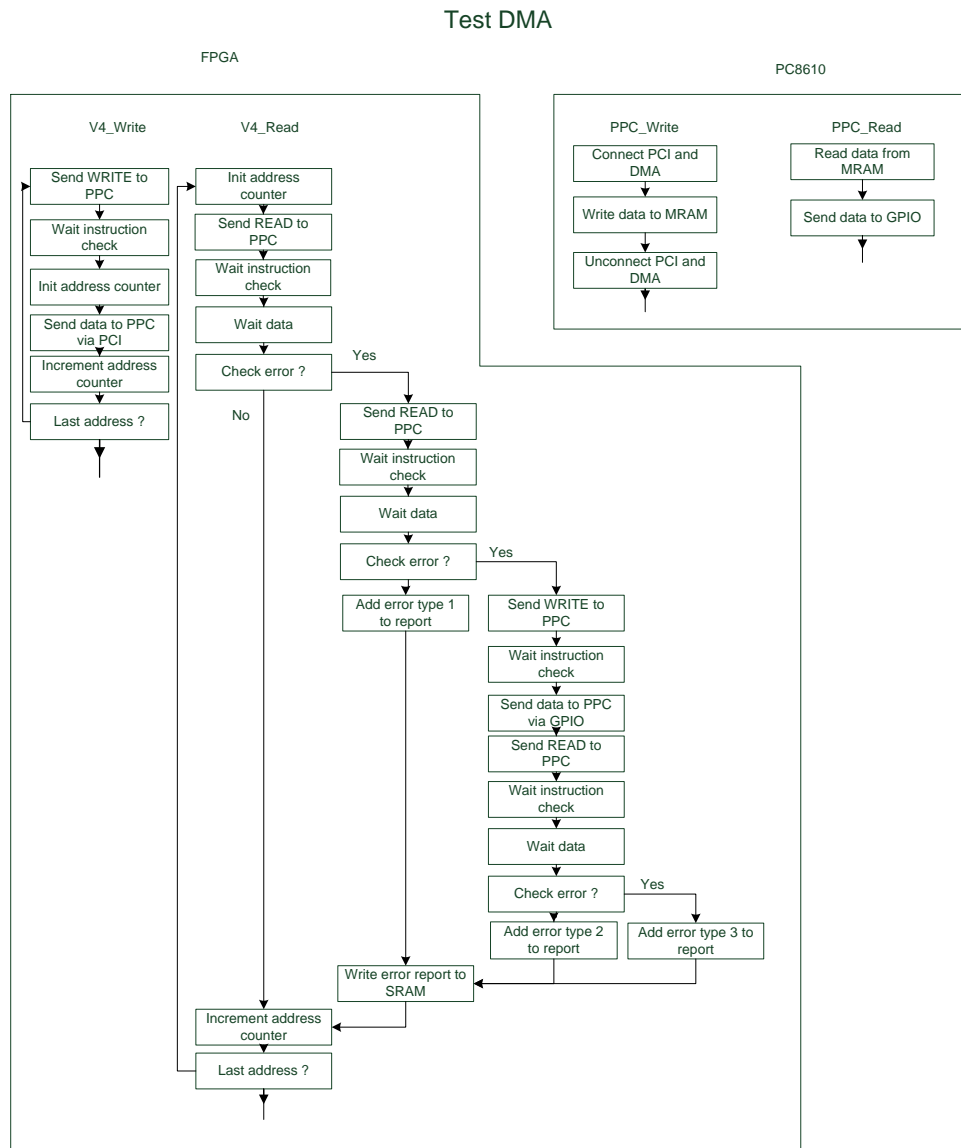 Test DMA
FPGA
PC8610
V4_Write
V4_Read
PPC_Write
PPC_Read
Send WRITE to
PPC
Wait instruction
check
Init address counter
Send data to PPC
via PCI
Increment address
counter
Last address ?
Init address
counter
Send READ to
PPC
Wait instruction
check
Wait data
Check error ?
Yes
No
Connect PCI and
DMA
Write data to MRAM
Unconnect PCI and
DMA
Read data from
MRAM
Send data to GPIO
Send READ to
PPC
Wait instruction
check
Wait data
Check error ?
Yes
Add error type 1
to report
Send WRITE to
PPC
Wait instruction
check
Send data to PPC
via GPIO
Send READ to
PPC
Wait instruction
check
Wait data
Check error ?
Yes
Add error type 2
to report
Add error type 3 to
report
Write error report to
SRAM
Increment address
counter
Last address ?